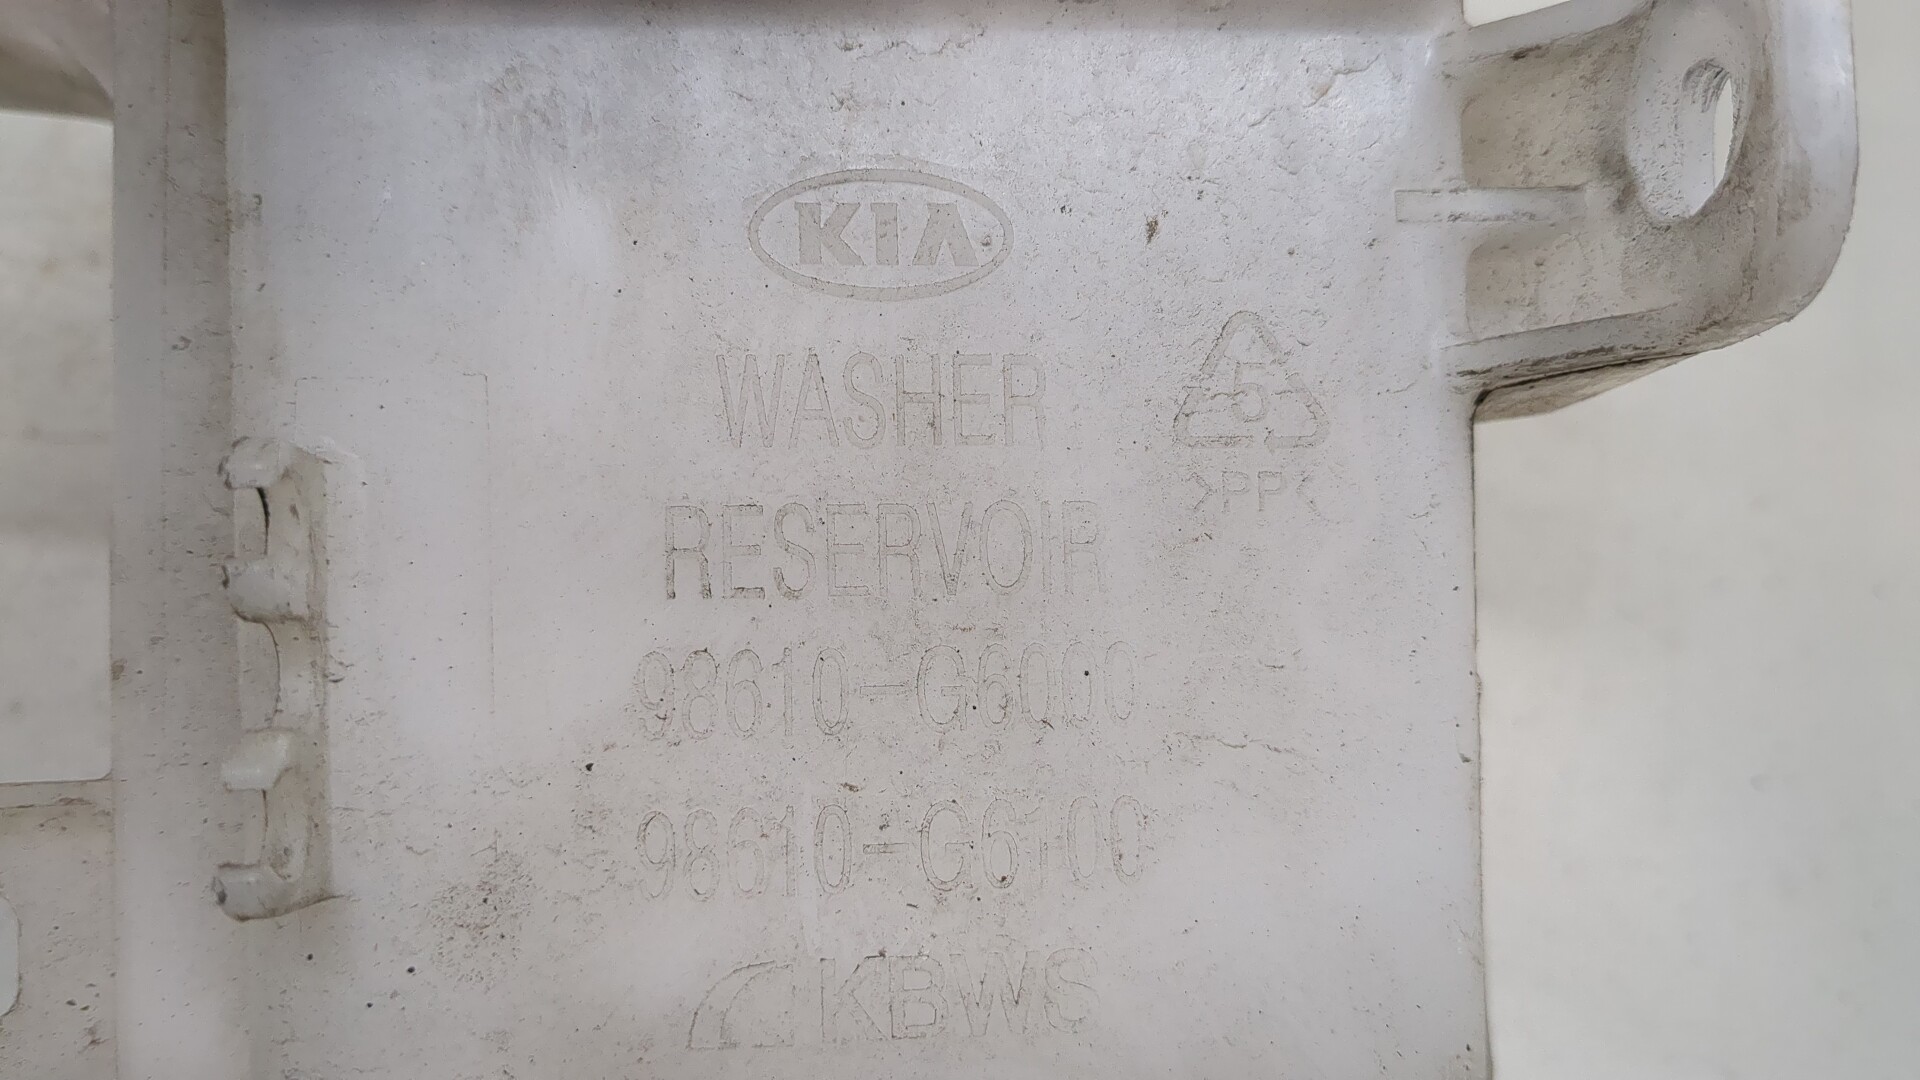 KIA
WASHER
5
>PP<
RESERVOIR
98610-G6000
98610-G6100
KBWS